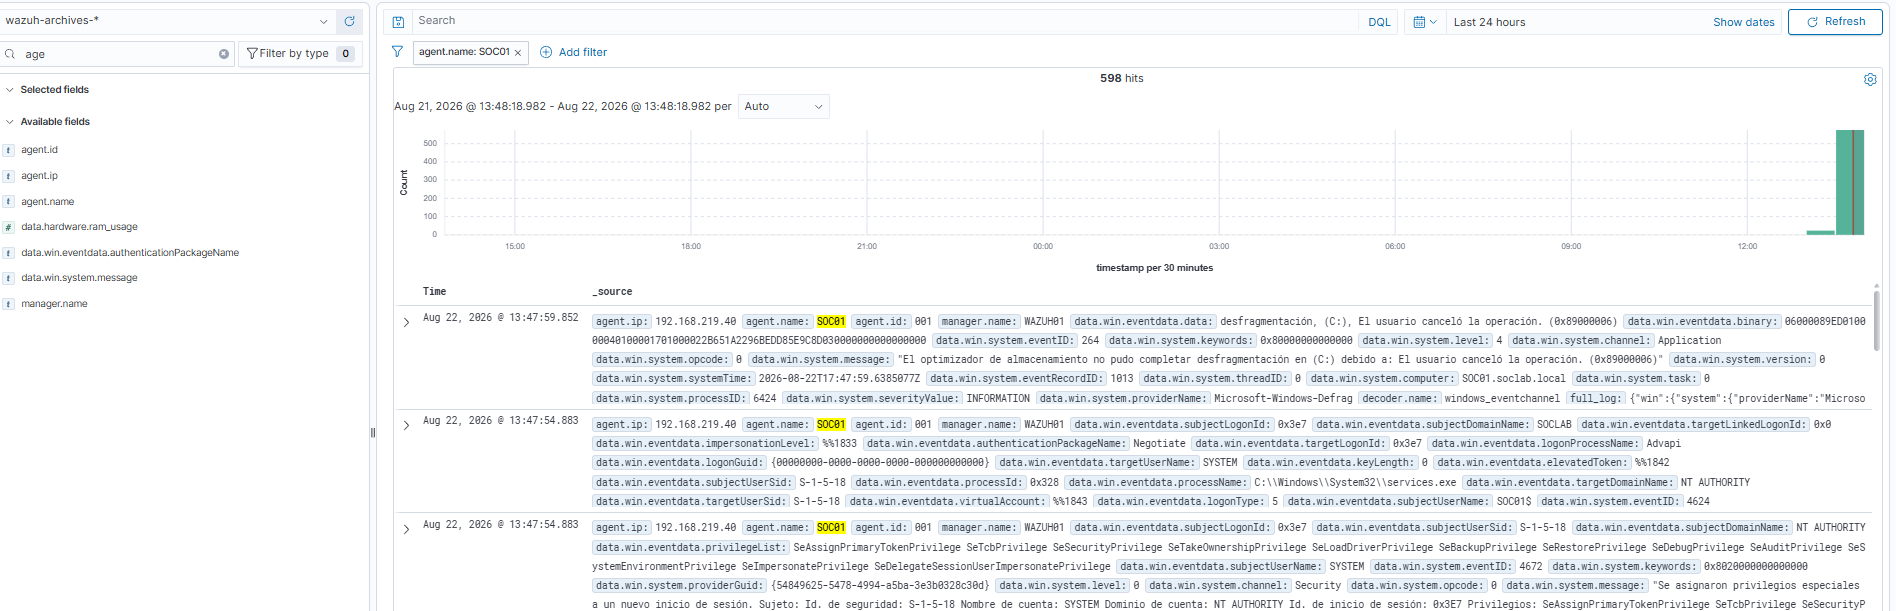 wazuh-archives-*
age
Filter by type 0
Selected fields
Available fields
t agent.id
t agent.ip
t agent.name
# data.hardware.ram_usage
t data.win.eventdata.authenticationPackageName
t data.win.system.message
t manager.name
Search DQL Last 24 hours Show dates Refresh
agent.name: SOC01 × Add filter
598 hits
Aug 21, 2026 @ 13:48:18.982 - Aug 22, 2026 @ 13:48:18.982 per Auto
500
400
300
200
100
0
Count
15:00 18:00 21:00 00:00 03:00 06:00 09:00 12:00
timestamp per 30 minutes
Time _source
Aug 22, 2026 @ 13:47:59.852
agent.ip: 192.168.219.40 agent.name: SOC01 agent.id: 001 manager.name: WAZUH01 data.win.eventdata.data: desfragmentación, (C:), El usuario canceló la operación. (0x89000006) data.win.eventdata.binary: 06000089ED0100
0004010000170100002​2B651A2296BEDD85E9C8D030000000000000000 data.win.system.eventID: 264 data.win.system.keywords: 0x80000000000000 data.win.system.level: 4 data.win.system.channel: Application
data.win.system.opcode: 0 data.win.system.message: "El optimizador de almacenamiento no pudo completar desfragmentación en (C:) debido a: El usuario canceló la operación. (0x89000006)" data.win.system.version: 0
data.win.system.systemTime: 2026-08-22T17:47:59.6385077Z data.win.system.eventRecordID: 1013 data.win.system.threadID: 0 data.win.system.computer: SOC01.soclab.local data.win.system.task: 0
data.win.system.processID: 6424 data.win.system.severityValue: INFORMATION data.win.system.providerName: Microsoft-Windows-Defrag decoder.name: windows_eventchannel full_log: {"win":{"system":{"providerName":"Microso
Aug 22, 2026 @ 13:47:54.883
agent.ip: 192.168.219.40 agent.name: SOC01 agent.id: 001 manager.name: WAZUH01 data.win.eventdata.subjectLogonId: 0x3e7 data.win.eventdata.subjectDomainName: SOCLAB data.win.eventdata.targetLinkedLogonId: 0x0
data.win.eventdata.impersonationLevel: %%1833 data.win.eventdata.authenticationPackageName: Negotiate data.win.eventdata.targetLogonId: 0x3e7 data.win.eventdata.logonProcessName: Advapi
data.win.eventdata.logonGuid: {00000000-0000-0000-0000-000000000000} data.win.eventdata.targetUserName: SYSTEM data.win.eventdata.keyLength: 0 data.win.eventdata.elevatedToken: %%1842
data.win.eventdata.subjectUserSid: S-1-5-18 data.win.eventdata.processId: 0x328 data.win.eventdata.processName: C:\\Windows\\System32\\services.exe data.win.eventdata.targetDomainName: NT AUTHORITY
data.win.eventdata.targetUserSid: S-1-5-18 data.win.eventdata.virtualAccount: %%1843 data.win.eventdata.logonType: 5 data.win.eventdata.subjectUserName: SOC01$ data.win.system.eventID: 4624
Aug 22, 2026 @ 13:47:54.883
agent.ip: 192.168.219.40 agent.name: SOC01 agent.id: 001 manager.name: WAZUH01 data.win.eventdata.subjectLogonId: 0x3e7 data.win.eventdata.subjectUserSid: S-1-5-18 data.win.eventdata.subjectDomainName: NT AUTHORITY
data.win.eventdata.privilegeList: SeAssignPrimaryTokenPrivilege SeTcbPrivilege SeSecurityPrivilege SeTakeOwnershipPrivilege SeLoadDriverPrivilege SeBackupPrivilege SeRestorePrivilege SeDebugPrivilege SeAuditPrivilege SeS
ystemEnvironmentPrivilege SeImpersonatePrivilege SeDelegateSessionUserImpersonatePrivilege data.win.eventdata.subjectUserName: SYSTEM data.win.system.eventID: 4672 data.win.system.keywords: 0x8020000000000000
data.win.system.providerGuid: {54849625-5478-4994-a5ba-3e3b0328c30d} data.win.system.level: 0 data.win.system.channel: Security data.win.system.opcode: 0 data.win.system.message: "Se asignaron privilegios especiales
a un nuevo inicio de sesión. Sujeto: Id. de seguridad: S-1-5-18 Nombre de cuenta: SYSTEM Dominio de cuenta: NT AUTHORITY Id. de inicio de sesión: 0x3E7 Privilegios: SeAssignPrimaryTokenPrivilege SeTcbPrivilege SeSecurityP